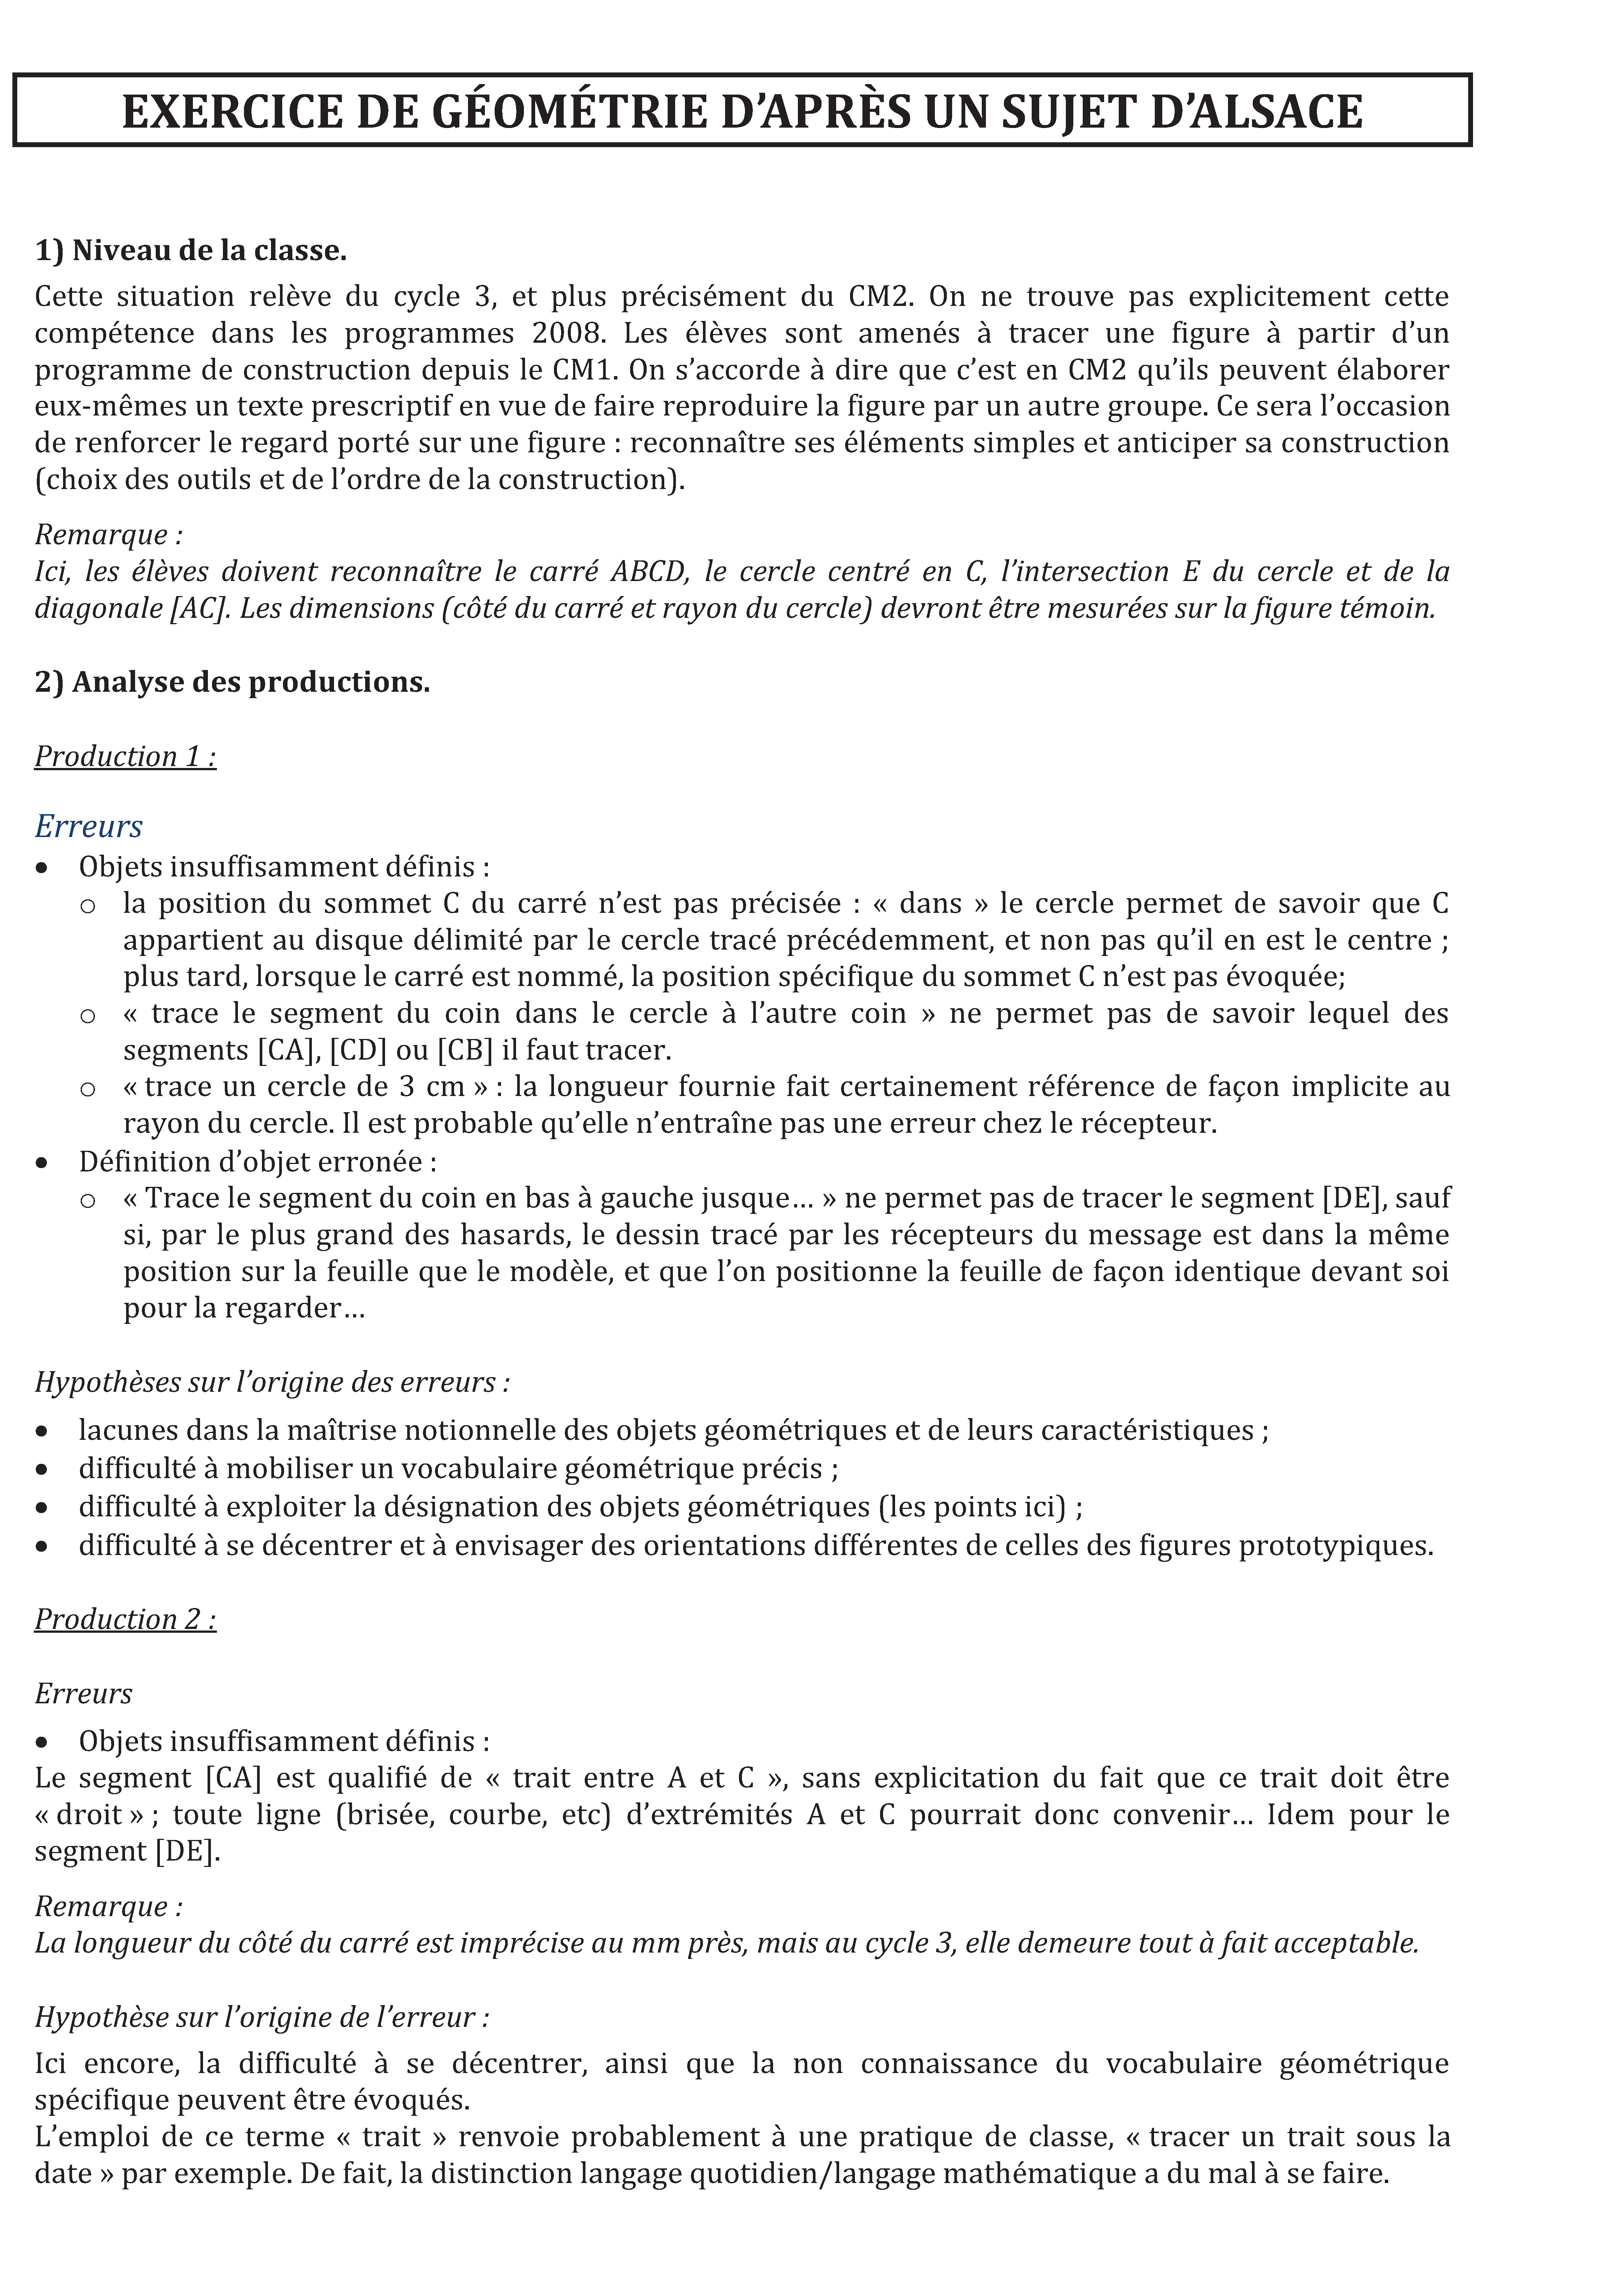 EXERCICE DE GÉOMÉTRIE D’APRÈS UN SUJET D’ALSACE
1) Niveau de la classe.
Cette situation relève du cycle 3, et plus précisément du CM2. On ne trouve pas explicitement cette
compétence dans les programmes 2008. Les élèves sont amenés à tracer une figure à partir d’un
programme de construction depuis le CM1. On s’accorde à dire que c’est en CM2 qu’ils peuvent élaborer
eux-mêmes un texte prescriptif en vue de faire reproduire la figure par un autre groupe. Ce sera l’occasion
de renforcer le regard porté sur une figure : reconnaître ses éléments simples et anticiper sa construction
(choix des outils et de l’ordre de la construction).
Remarque :
Ici, les élèves doivent reconnaître le carré ABCD, le cercle centré en C, l’intersection E du cercle et de la
diagonale [AC]. Les dimensions (côté du carré et rayon du cercle) devront être mesurées sur la figure témoin.
2) Analyse des productions.
Production 1 :
Erreurs
• Objets insuffisamment définis :
o la position du sommet C du carré n’est pas précisée : « dans » le cercle permet de savoir que C
appartient au disque délimité par le cercle tracé précédemment, et non pas qu’il en est le centre ;
plus tard, lorsque le carré est nommé, la position spécifique du sommet C n’est pas évoquée;
o « trace le segment du coin dans le cercle à l’autre coin » ne permet pas de savoir lequel des
segments [CA], [CD] ou [CB] il faut tracer.
o « trace un cercle de 3 cm » : la longueur fournie fait certainement référence de façon implicite au
rayon du cercle. Il est probable qu’elle n’entraîne pas une erreur chez le récepteur.
• Définition d’objet erronée :
o « Trace le segment du coin en bas à gauche jusque… » ne permet pas de tracer le segment [DE], sauf
si, par le plus grand des hasards, le dessin tracé par les récepteurs du message est dans la même
position sur la feuille que le modèle, et que l’on positionne la feuille de façon identique devant soi
pour la regarder…
Hypothèses sur l’origine des erreurs :
• lacunes dans la maîtrise notionnelle des objets géométriques et de leurs caractéristiques ;
• difficulté à mobiliser un vocabulaire géométrique précis ;
• difficulté à exploiter la désignation des objets géométriques (les points ici) ;
• difficulté à se décentrer et à envisager des orientations différentes de celles des figures prototypiques.
Production 2 :
Erreurs
• Objets insuffisamment définis :
Le segment [CA] est qualifié de « trait entre A et C », sans explicitation du fait que ce trait doit être
« droit » ; toute ligne (brisée, courbe, etc) d’extrémités A et C pourrait donc convenir… Idem pour le
segment [DE].
Remarque :
La longueur du côté du carré est imprécise au mm près, mais au cycle 3, elle demeure tout à fait acceptable.
Hypothèse sur l’origine de l’erreur :
Ici encore, la difficulté à se décentrer, ainsi que la non connaissance du vocabulaire géométrique
spécifique peuvent être évoqués.
L’emploi de ce terme « trait » renvoie probablement à une pratique de classe, « tracer un trait sous la
date » par exemple. De fait, la distinction langage quotidien/langage mathématique a du mal à se faire.